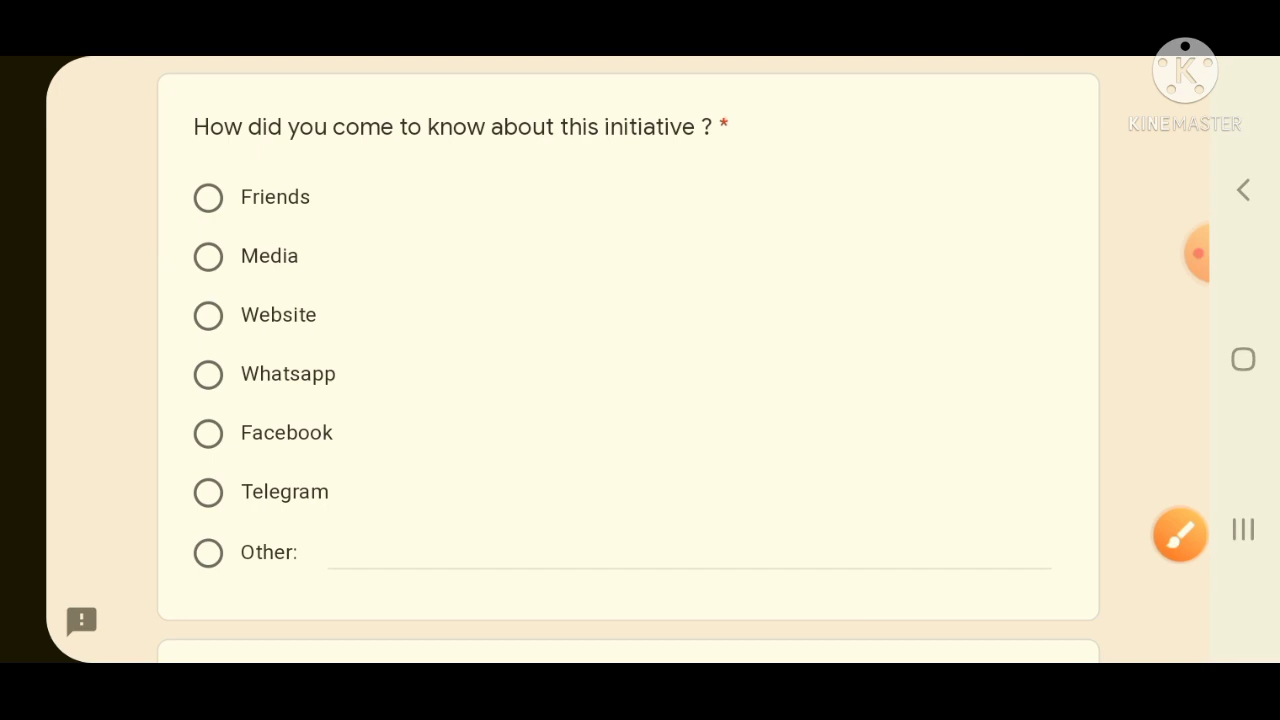 How did you come to know about this initiative ? *
Friends
Media
Website
Whatsapp
Facebook
Telegram
Other:
KINEMASTER